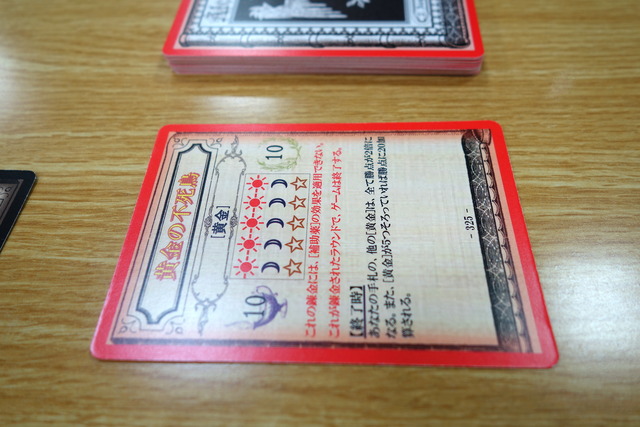 黄金の不死鳥
[黄金]
10
10
これの錬金には、[補助薬]の効果を適用できない。
これが錬金されたラウンドで、ゲームは終了する。
【終了時】
あなたの手札の、他の[黄金]は、全て勝点が2倍に
なる。また、[黄金]が5つそろっていれば勝点に20加
算される。
- 325 -